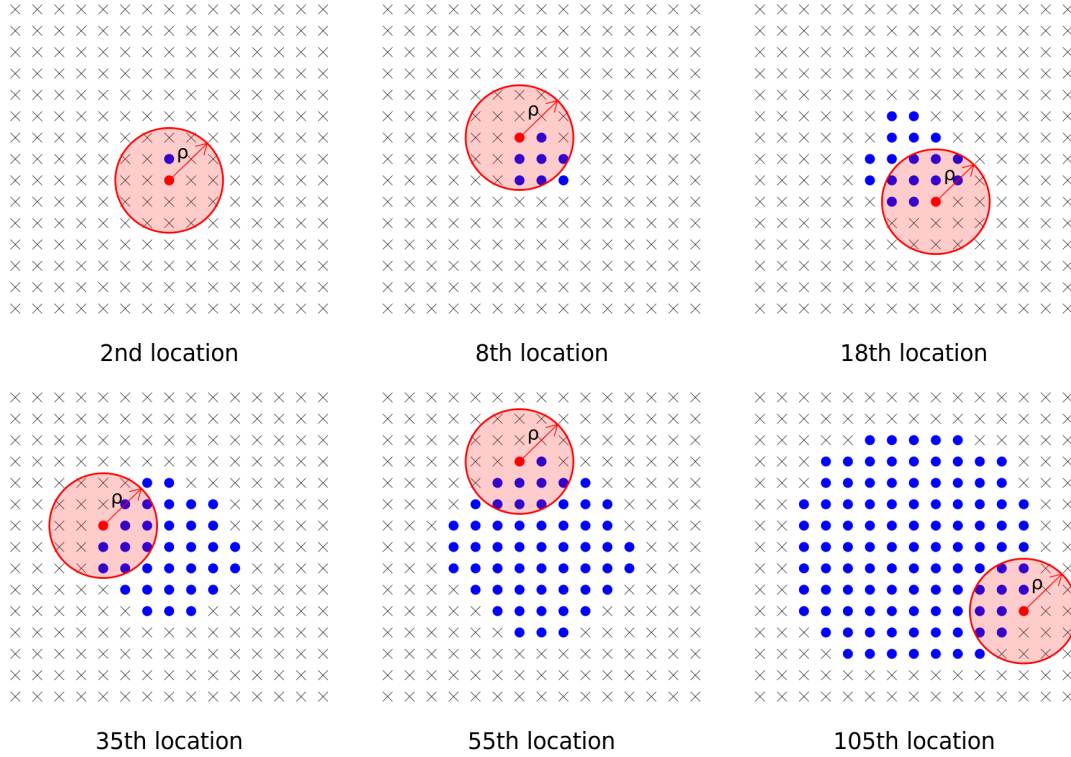 ρ
ρ
ρ
2nd location
8th location
18th location
ρ
ρ
ρ
35th location
55th location
105th location